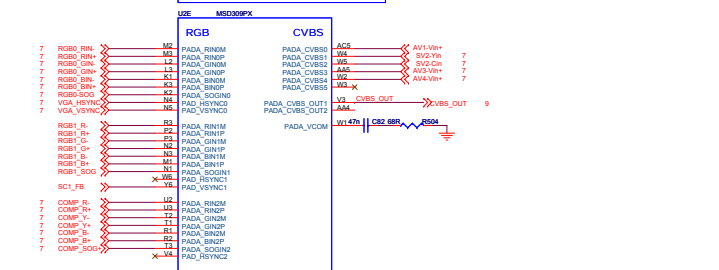 U2E MSD309PX
RGB CVBS
7 RGB0_RIN- M2 PADA_RIN0M PADA_CVBS0 AC5 AV1-Vin+
7 RGB0_RIN+ M3 PADA_RIN0P PADA_CVBS1 W4 SV2-Yin 7
7 RGB0_GIN- L2 PADA_GIN0M PADA_CVBS2 W5 SV2-Cin 7
7 RGB0_GIN+ L3 PADA_GIN0P PADA_CVBS3 AA5 AV3-Vin+ 7
7 RGB0_BIN- K1 PADA_BIN0M PADA_CVBS4 W2 AV4-Vin+ 7
7 RGB0_BIN+ K3 PADA_BIN0P PADA_CVBS5 W3
7 RGB0-SOG K2 PADA_SOGIN0
7 VGA_HSYNC N4 PAD_HSYNC0 PADA_CVBS_OUT1 V3 CVBS_OUT CVBS_OUT 9
7 VGA_VSYNC N5 PAD_VSYNC0 PADA_CVBS_OUT2 AA4
RGB1_R- R3 PADA_RIN1M PADA_VCOM W1 47n C82 68R R504
RGB1_R+ P2 PADA_RIN1P
RGB1_G- P3 PADA_GIN1M
RGB1_G+ N2 PADA_GIN1P
RGB1_B- N3 PADA_BIN1M
RGB1_B+ M1 PADA_BIN1P
RGB1_SOG N1 PADA_SOGIN1
W6 PAD_HSYNC1
SC1_FB Y6 PAD_VSYNC1
7 COMP_R- U2 PADA_RIN2M
7 COMP_R+ U3 PADA_RIN2P
7 COMP_Y- T2 PADA_GIN2M
7 COMP_Y+ T1 PADA_GIN2P
7 COMP_B- R1 PADA_BIN2M
7 COMP_B+ R2 PADA_BIN2P
7 COMP_SOG+ T3 PADA_SOGIN2
V4 PAD_HSYNC2